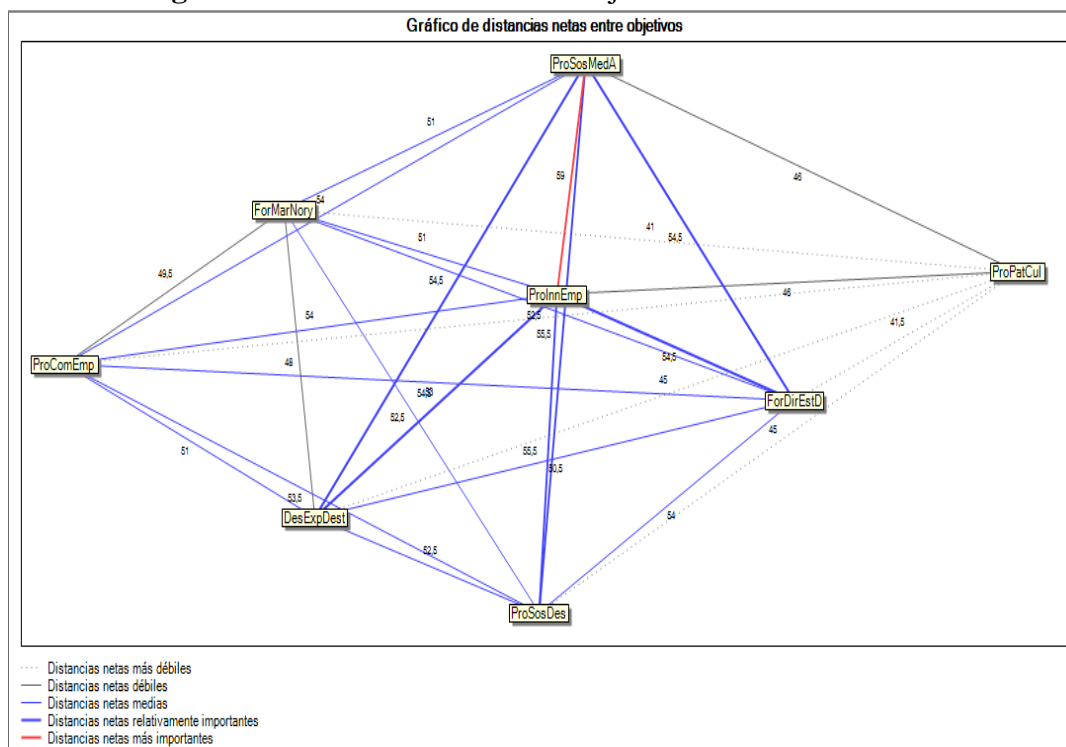 Gráfico de distancias netas entre objetivos
ProSosMedA
51
59
46
54
ForMarNory
41
51
54,5
ProPatCul
49,5
54,5
ProInnEmp
46
54
52,5
41,5
55,5
ProComEmp
48
54,5
45
ForDirEstD
52,5
45
51
55,5
50,5
53,5
DesExpDest
54
52,5
ProSosDes
Distancias netas más débiles
Distancias netas débiles
Distancias netas medias
Distancias netas relativamente importantes
Distancias netas más importantes